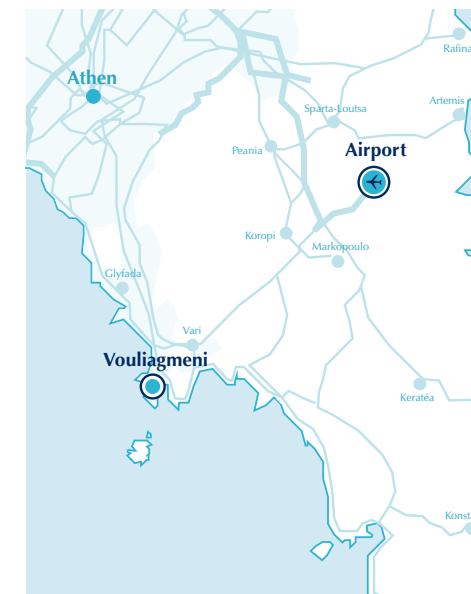 Rafina
Athen
Artemis
Sparta-Loutsa
Peania
Airport
Koropi
Markopoulo
Glyfada
Vari
Vouliagmeni
Keratéa
Konst